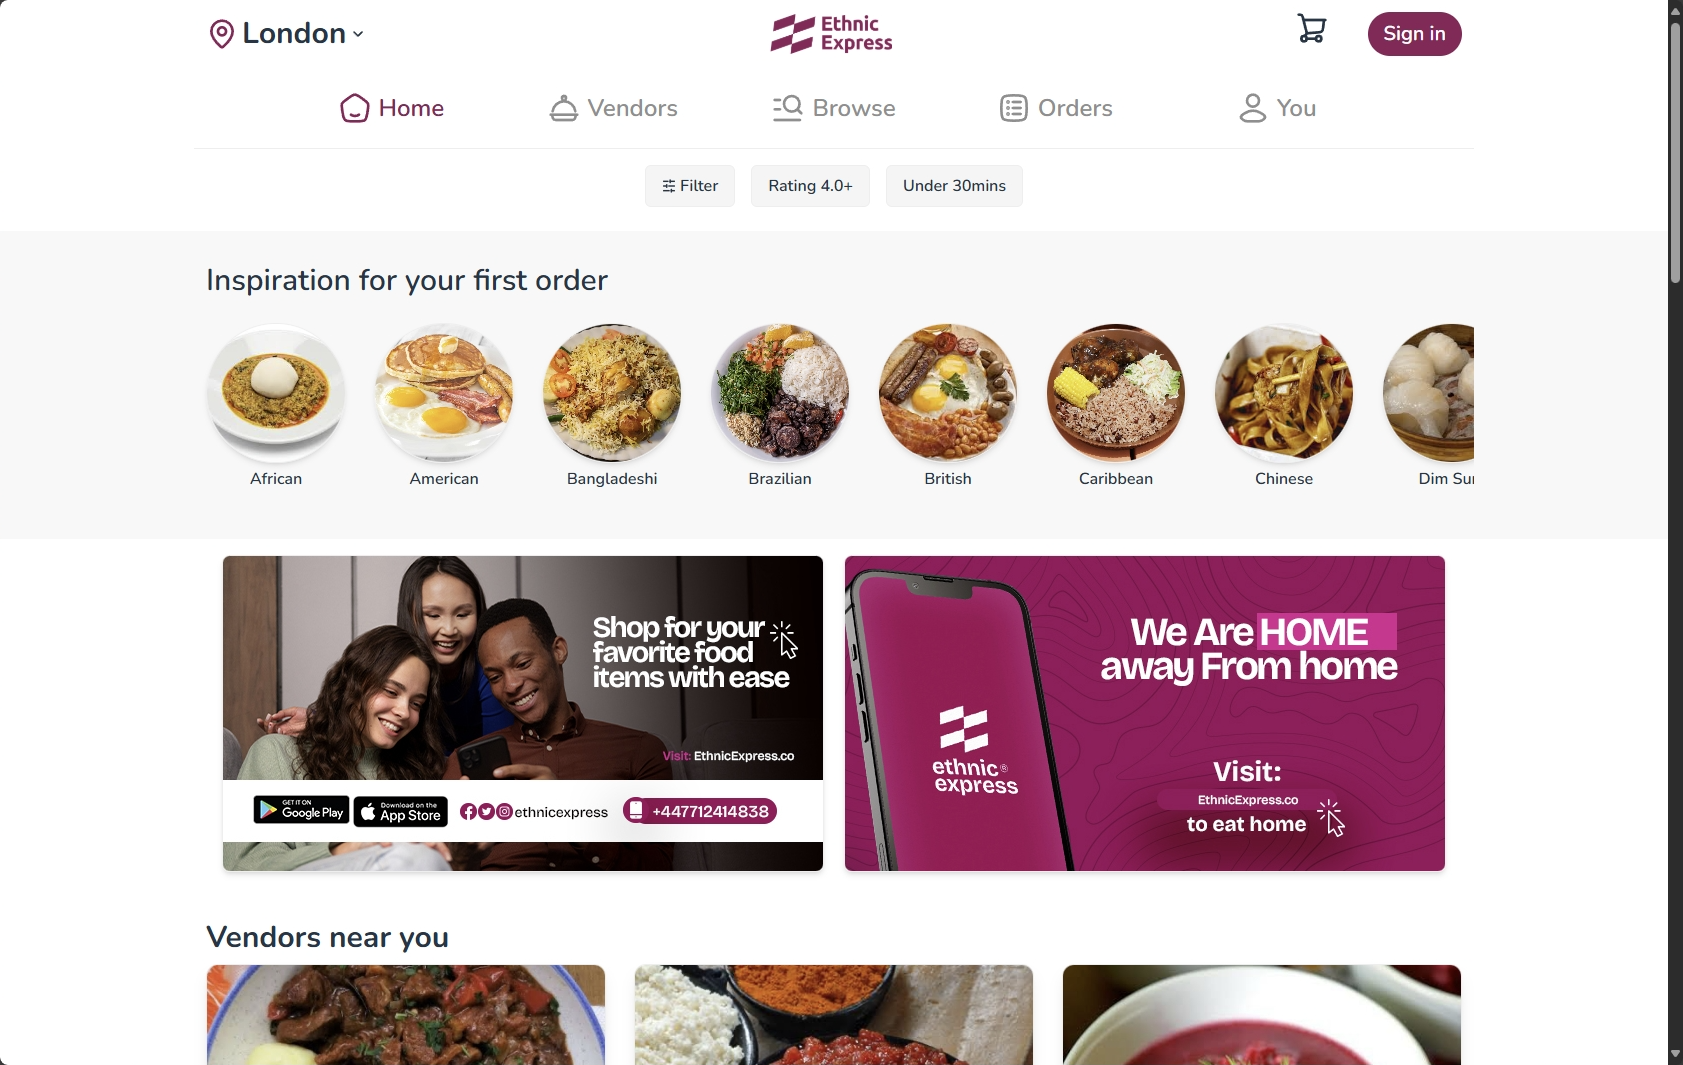 London
Ethnic
Express
Sign in
Home
Vendors
Browse
Orders
You
Filter
Rating 4.0+
Under 30mins
Inspiration for your first order
African
American
Bangladeshi
Brazilian
British
Caribbean
Chinese
Dim Su
Shop for your
favorite food
items with ease
Visit: EthnicExpress.co
GET IT ON
Google Play
Download on the
App Store
ethnicexpress
+447712414838
We Are HOME
away From home
ethnic®
express
Visit:
EthnicExpress.co
to eat home
Vendors near you